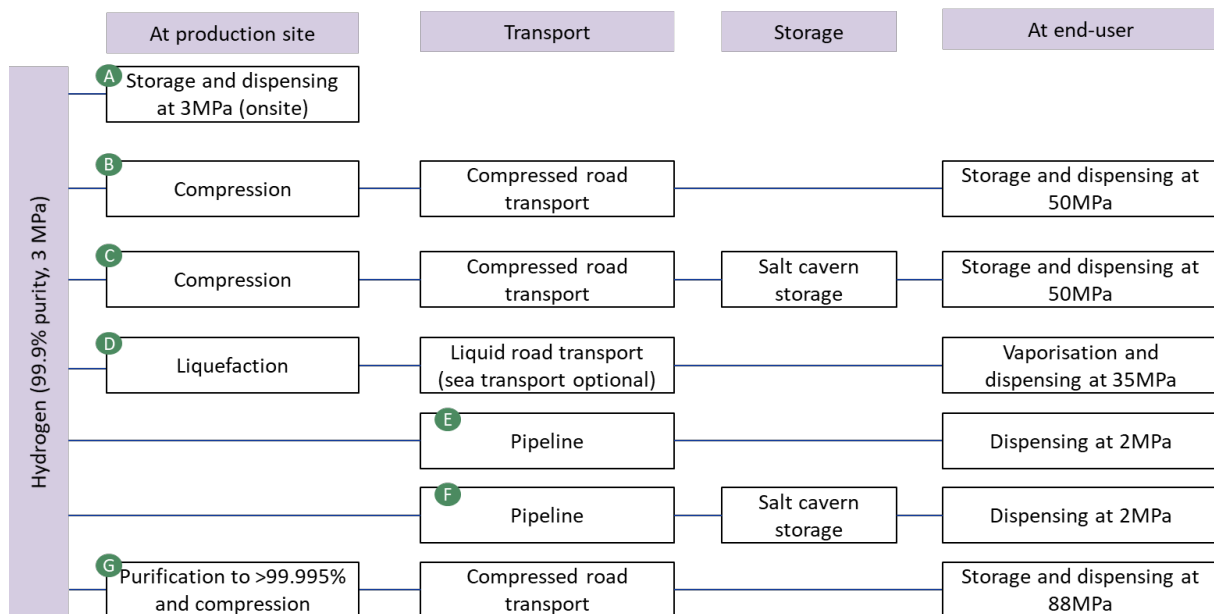 At production site
Transport
Storage
At end-user
Hydrogen (99.9% purity, 3 MPa)
A
Storage and dispensing
at 3MPa (onsite)
B
Compression
Compressed road
transport
Storage and dispensing at
50MPa
C
Compression
Compressed road
transport
Salt cavern
storage
Storage and dispensing at
50MPa
D
Liquefaction
Liquid road transport
(sea transport optional)
Vaporisation and
dispensing at 35MPa
E
Pipeline
Dispensing at 2MPa
F
Pipeline
Salt cavern
storage
Dispensing at 2MPa
G
Purification to >99.995%
and compression
Compressed road
transport
Storage and dispensing at
88MPa